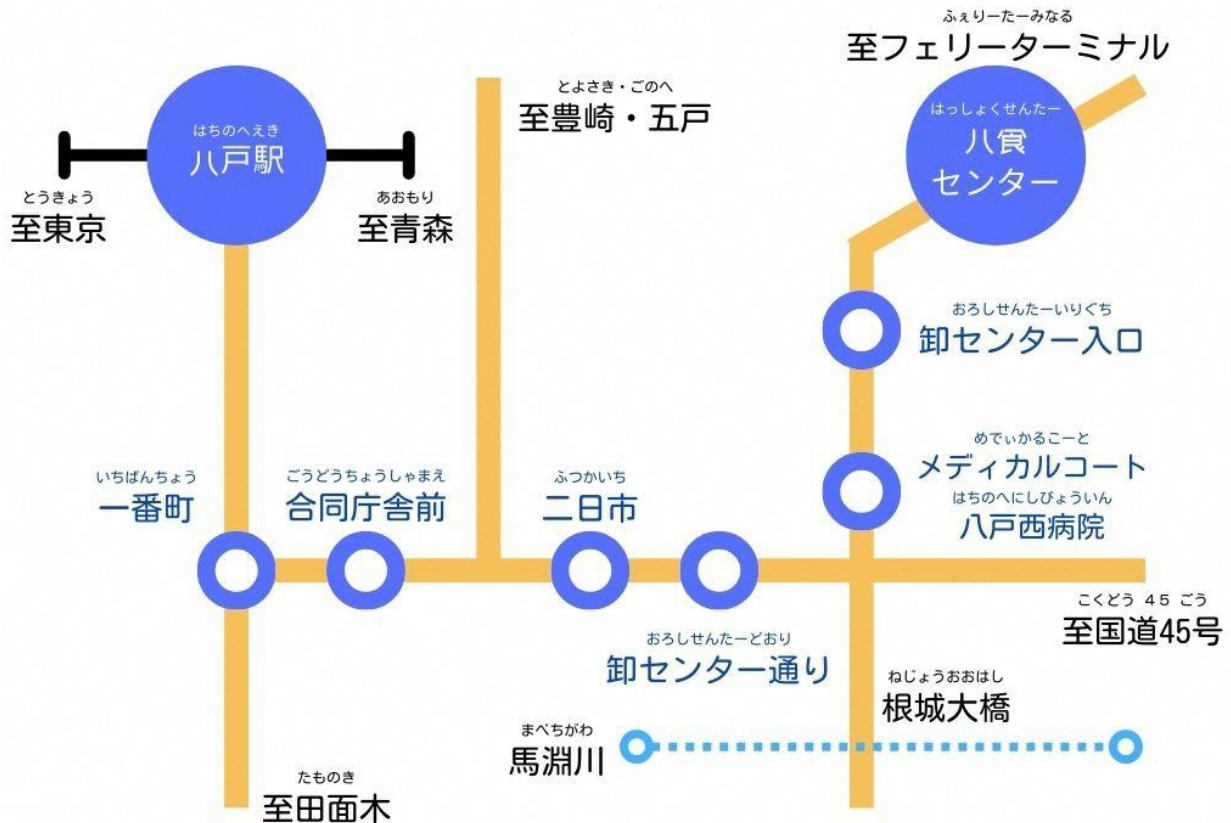 ふぇりーたーみなる
至フェリーターミナル
とよさき・ごのへ
至豊崎・五戸
はちのへえき
八戸駅
とうきょう
至東京
あおもり
至青森
はっしょくせんたー
八食
センター
おろしせんたーいりぐち
卸センター入口
めでぃかるこーと
メディカルコート
はちのへにしびょういん
八戸西病院
いちばんちょう
一番町
ごうどうちょうしゃまえ
合同庁舎前
ふつかいち
二日市
おろしせんたーどおり
卸センター通り
こくどう 45 ごう
至国道45号
ねじょうおおはし
根城大橋
まべちがわ
馬淵川
たものき
至田面木